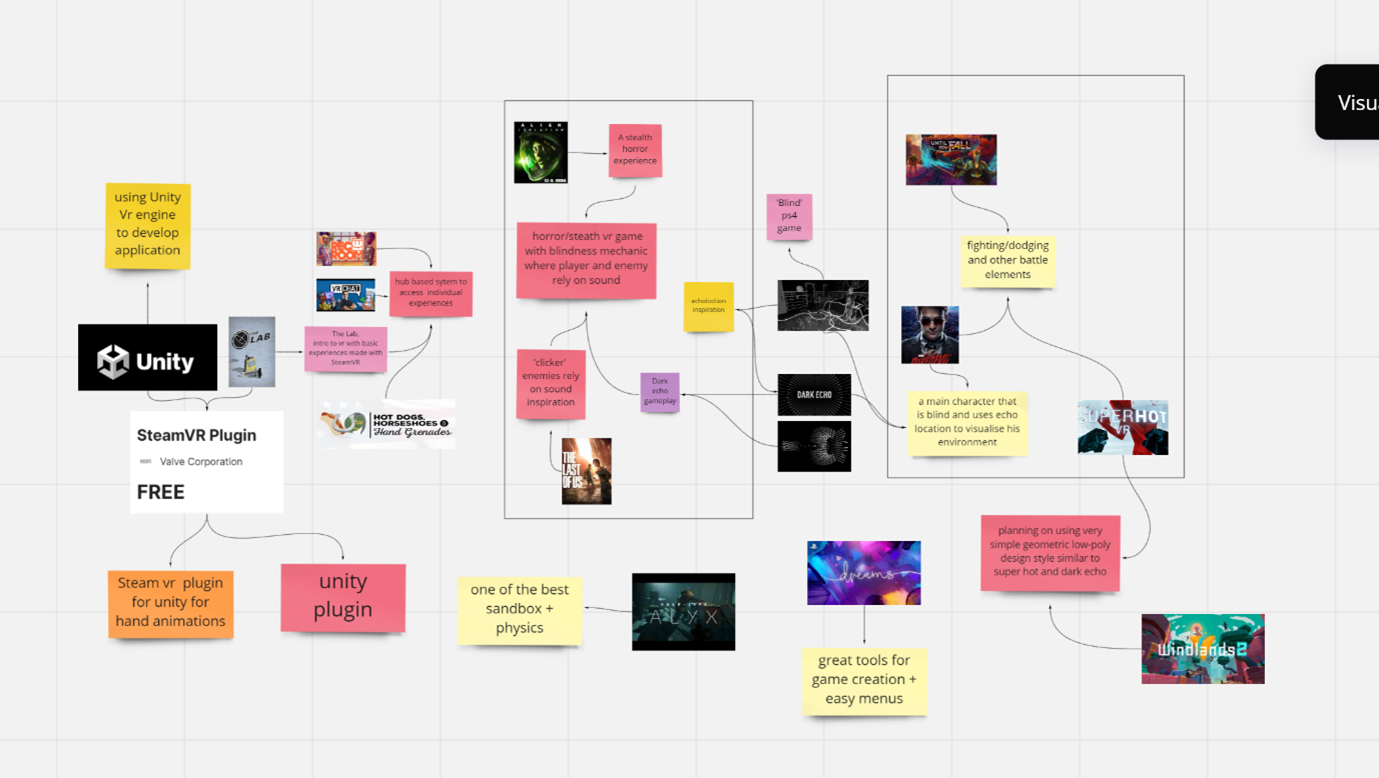 Visu
using Unity
Vr engine
to develop
application
Unity
THE LAB
SteamVR Plugin
Valve Corporation
FREE
Steam vr plugin
for unity for
hand animations
unity
plugin
REC
ROOM
VRCHAT
hub based sytem to
access individual
experiences
The Lab,
intro to vr with basic
experiences made with
SteamVR
HOT DOGS,
HORSESHOES &
Hand Grenades
ALIEN
ISOLATION
A stealth
horror
experience
horror/steath vr game
with blindness mechanic
where player and enemy
rely on sound
'clicker'
enemies rely
on sound
inspiration
THE
LAST
OF US
Dark
echo
gameplay
echoloction
inspiration
'Blind'
ps4
game
DARK ECHO
UNTIL
YOU FALL
fighting/dodging
and other battle
elements
a main character that
is blind and uses echo
location to visualise his
environment
SUPERHOT
VR
planning on using very
simple geometric low-poly
design style similar to
super hot and dark echo
Windlands2
one of the best
sandbox +
physics
HALF-LIFE
ALYX
dreams
great tools for
game creation +
easy menus